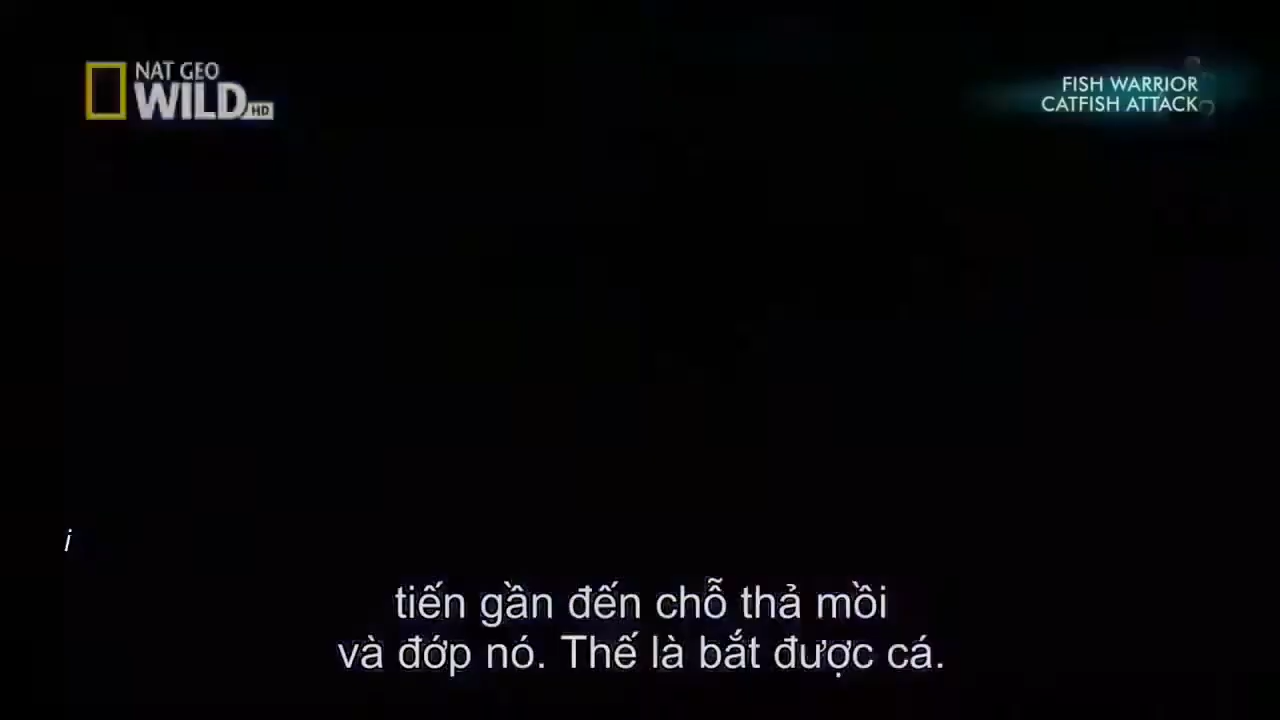 NAT GEO
WILD HD
FISH WARRIOR
CATFISH ATTACK
i
tiến gần đến chỗ thả mồi
và đớp nó. Thế là bắt được cá.